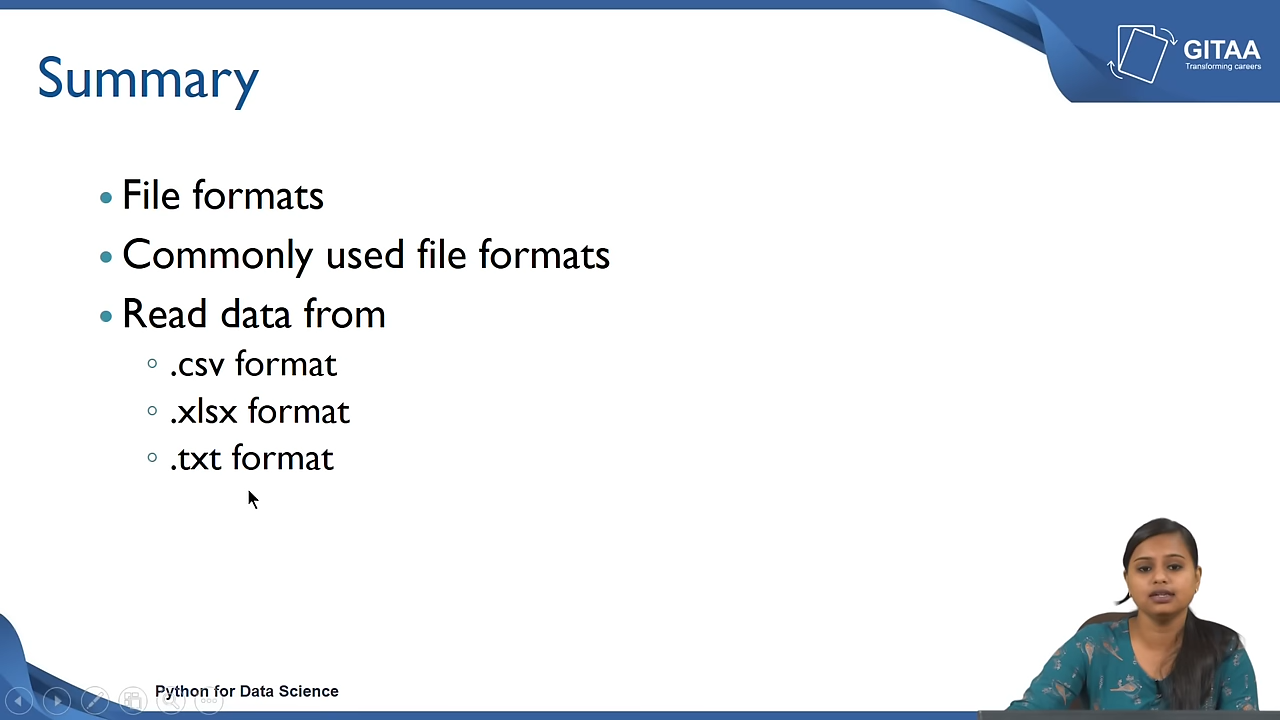 Summary
GITAA
Transforming careers
• File formats
• Commonly used file formats
• Read data from
◦ .csv format
◦ .xlsx format
◦ .txt format
Python for Data Science